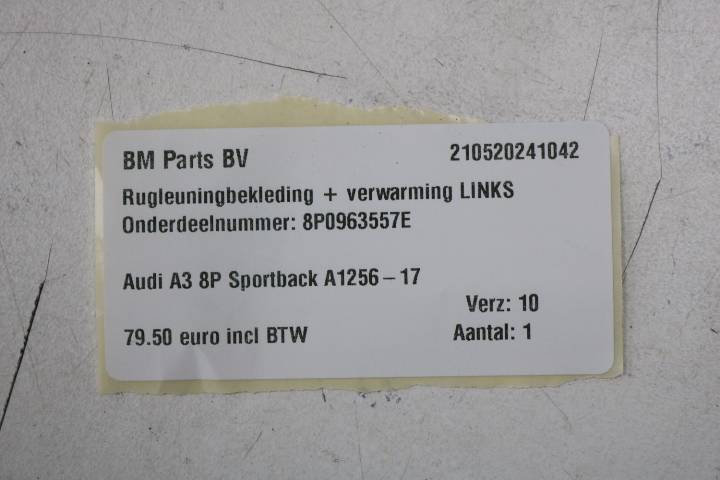 BM Parts BV 210520241042
Rugleuningbekleding + verwarming LINKS
Onderdeelnummer: 8P0963557E
Audi A3 8P Sportback A1256-17
Verz: 10
79.50 euro incl BTW Aantal: 1